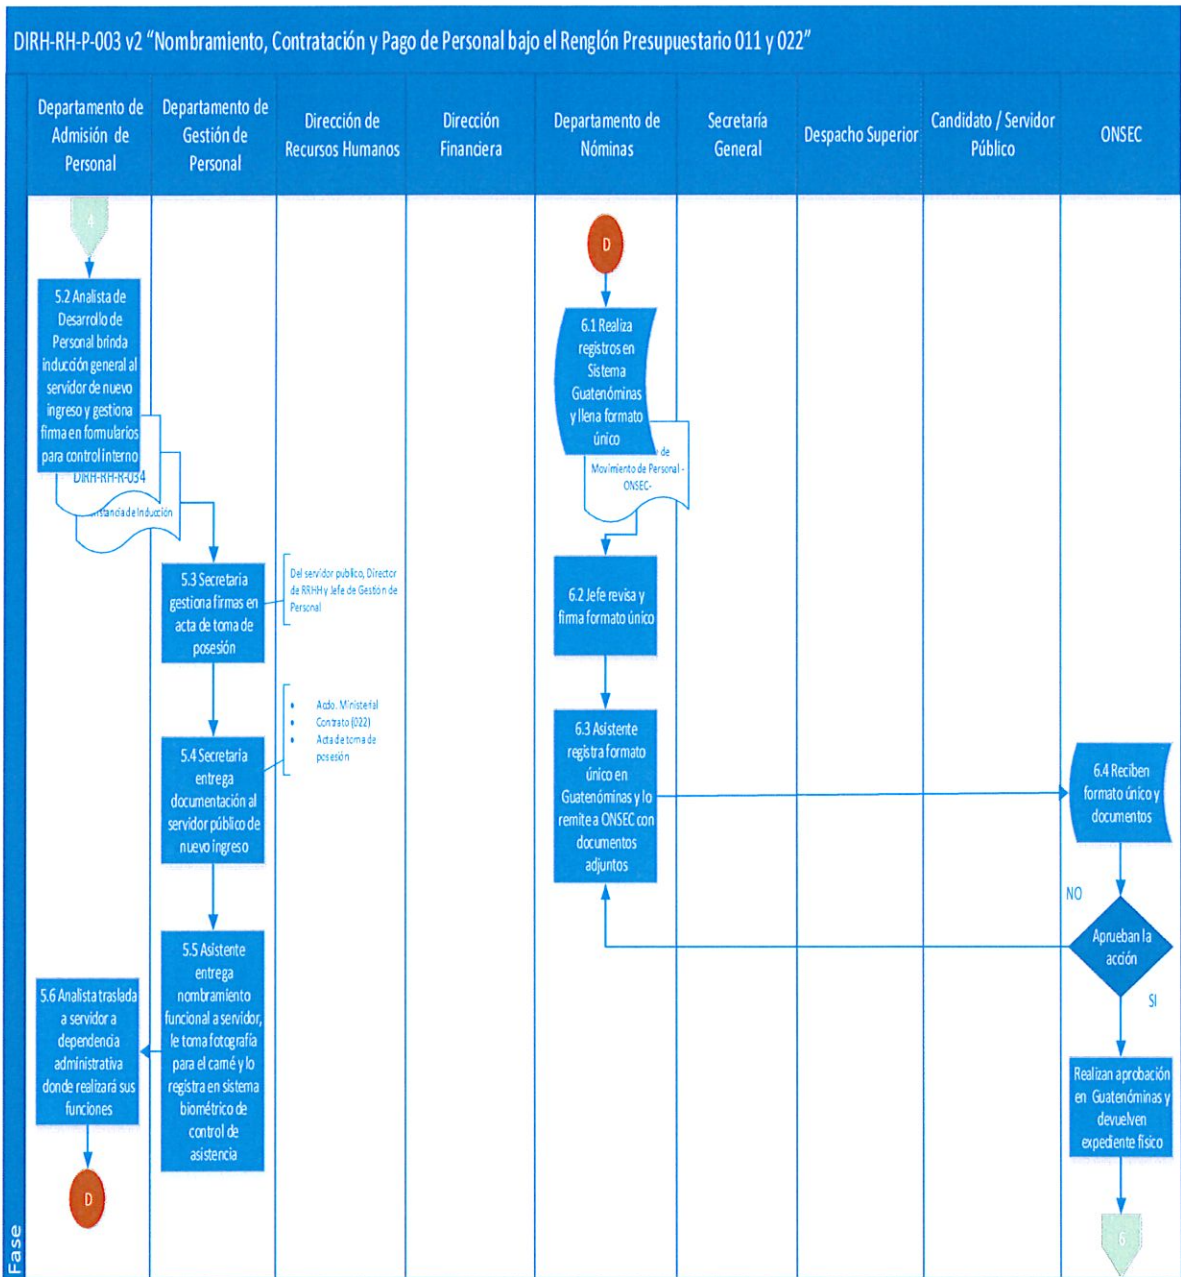 DIRH-RH-P-003 v2 “Nombramiento, Contratación y Pago de Personal bajo el Renglón Presupuestario 011 y 022”
Fase
Departamento de
Admisión de
Personal
Departamento de
Gestión de
Personal
Dirección de
Recursos Humanos
Dirección
Financiera
Departamento de
Nóminas
Secretaría
General
Despacho Superior
Candidato / Servidor
Público
ONSEC
4
5.2 Analista de
Desarrollo de
Personal brinda
inducción general al
servidor de nuevo
ingreso y gestiona
firma en formularios
para control interno
DIRH-RH-R-034
de Inducción
5.3 Secretaria
gestiona firmas en
acta de toma de
posesión
Del servidor publico, Director
de RRHH y Jefe de Gestión de
Personal
5.4 Secretaria
entrega
documentación al
servidor público de
nuevo ingreso
• Acdo. Ministerial
• Contrato (022)
• Acta de toma de
posesión
5.5 Asistente
entrega
nombramiento
funcional a servidor,
le toma fotografía
para el carné y lo
registra en sistema
biométrico de
control de
asistencia
5.6 Analista traslada
a servidor a
dependencia
administrativa
donde realizará sus
funciones
D
D
6.1 Realiza
registros en
Sistema
Guatenóminas
y llena formato
único
de
Movimiento de Personal -
ONSEC-
6.2 Jefe revisa y
firma formato único
6.3 Asistente
registra formato
único en
Guatenóminas y lo
remite a ONSEC con
documentos
adjuntos
6.4 Reciben
formato único y
documentos
NO
Aprueban la
acción
SI
Realizan aprobación
en Guatenóminas y
devuelven
expediente físico
6